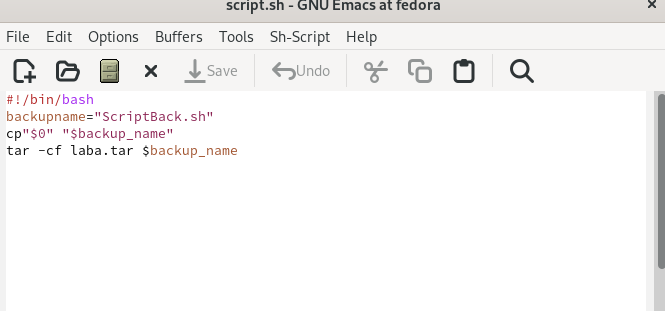 script.sh - GNU Emacs at fedora
File Edit Options Buffers Tools Sh-Script Help
Save Undo
#!/bin/bash
backupname="ScriptBack.sh"
cp"$0" "$backup_name"
tar -cf laba.tar $backup_name